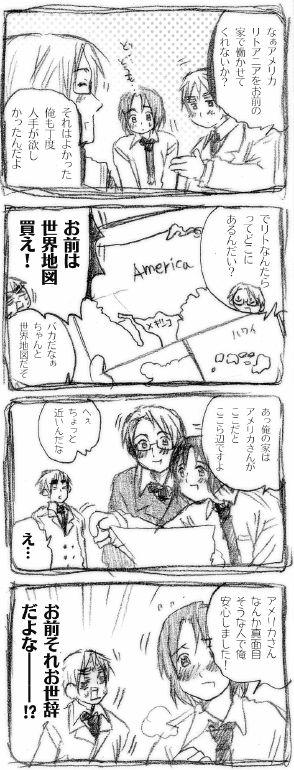 なぁアメリカ
リトアニアをお前の
家で働かせて
くれないか?
どきどき
それはよかった
俺も丁度
人手が欲し
かったんだよ
でリトなんたら
ってどこに
あるんだい?
America
メキシコ
ハワイ
お前は
世界地図
買え!
バカだなぁ
ちゃんと
世界地図だぞ
あっ俺の家は
アメリカさんが
ここだと
ここら辺ですよ
へぇ
ちょっと
近いんだな
え…
アメリカさん
なんか真面目
そうな人で俺
安心しました!
お前それお世辞
だよな――!?